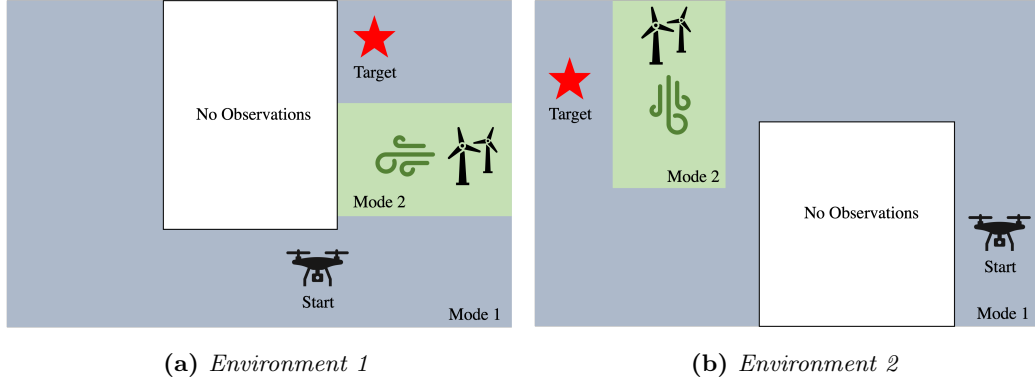 Target
No Observations
Mode 2
Start
Mode 1
(a) Environment 1
Target
Mode 2
No Observations
Start
Mode 1
(b) Environment 2